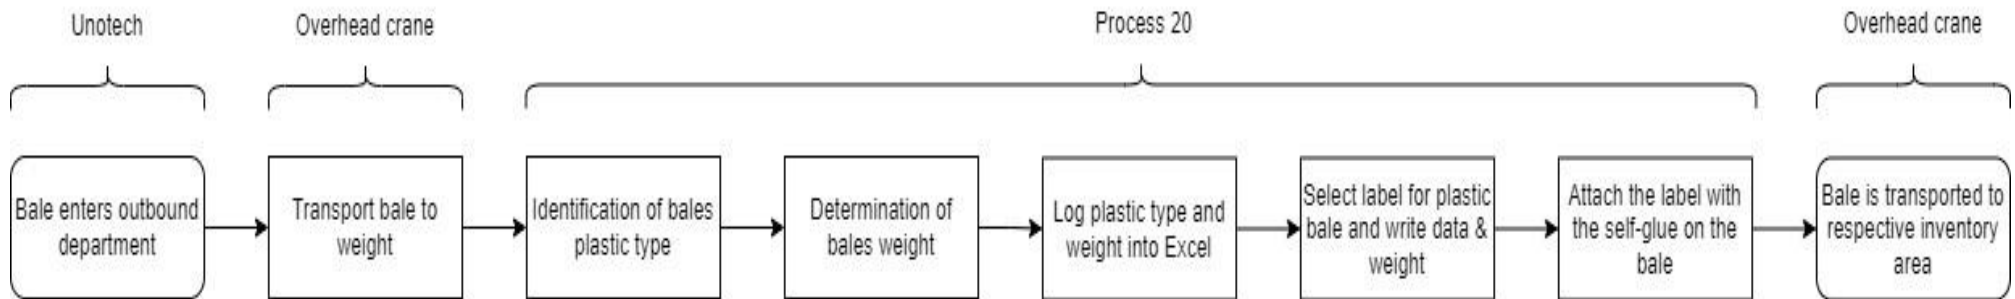 Unotech
Overhead crane
Process 20
Overhead crane
Bale enters outbound
department
Transport bale to
weight
Identification of bales
plastic type
Determination of
bales weight
Log plastic type and
weight into Excel
Select label for plastic
bale and write data &
weight
Attach the label with
the self-glue on the
bale
Bale is transported to
respective inventory
area